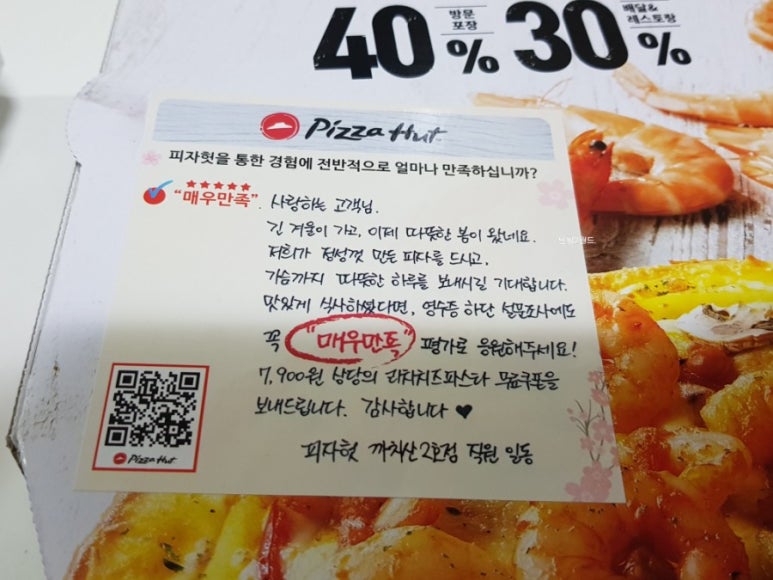 40% 방문포장
30% 배달&레스토랑
Pizza Hut
피자헛을 통한 경험에 전반적으로 얼마나 만족하십니까?
★★★★★
"매우만족"
사랑하는 고객님.
긴 겨울이 가고, 이제 따뜻한 봄이 왔네요.
저희가 정성껏 만든 피자를 드시고,
가슴까지 따뜻한 하루를 보내시길 기대합니다.
맛있게 식사하셨다면, 영수증 하단 설문조사에도
꼭 "매우만족" 평가로 응원해주세요!
7,900원 상당의 리치치즈파스타 무료쿠폰을
보내드립니다. 감사합니다 ♥
피자헛 까치산2호점 직원 일동
Pizza Hut